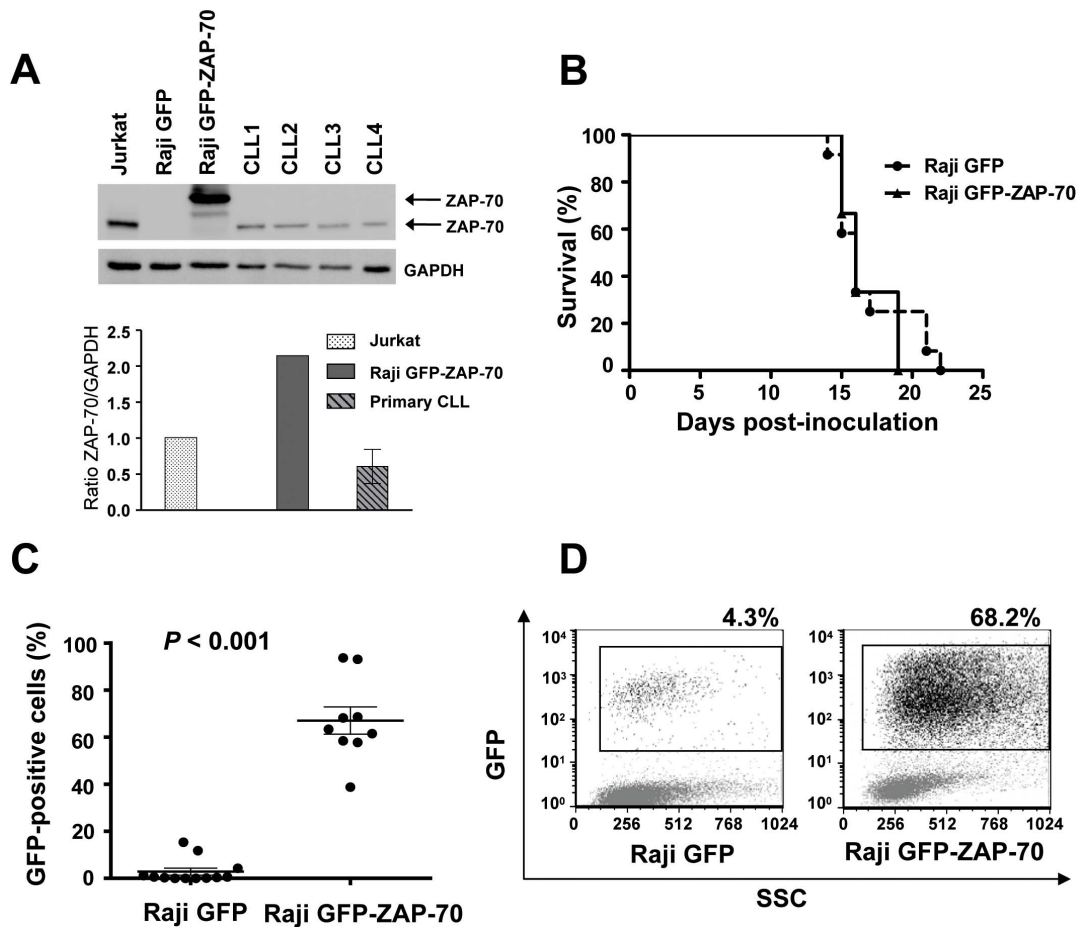 A
Jurkat
Raji GFP
Raji GFP-ZAP-70
CLL1
CLL2
CLL3
CLL4
ZAP-70
ZAP-70
GAPDH
Ratio ZAP-70/GAPDH
2.5
2.0
1.5
1.0
0.5
0.0
Jurkat
Raji GFP-ZAP-70
Primary CLL
B
Survival (%)
100
80
60
40
20
0
0 5 10 15 20 25
Days post-inoculation
Raji GFP
Raji GFP-ZAP-70
C
GFP-positive cells (%)
100
80
60
40
20
0
P < 0.001
Raji GFP Raji GFP-ZAP-70
D
4.3% 68.2%
GFP
10⁴
10³
10²
10¹
10⁰
0 256 512 768 1024
Raji GFP
10⁴
10³
10²
10¹
10⁰
0 256 512 768 1024
Raji GFP-ZAP-70
SSC